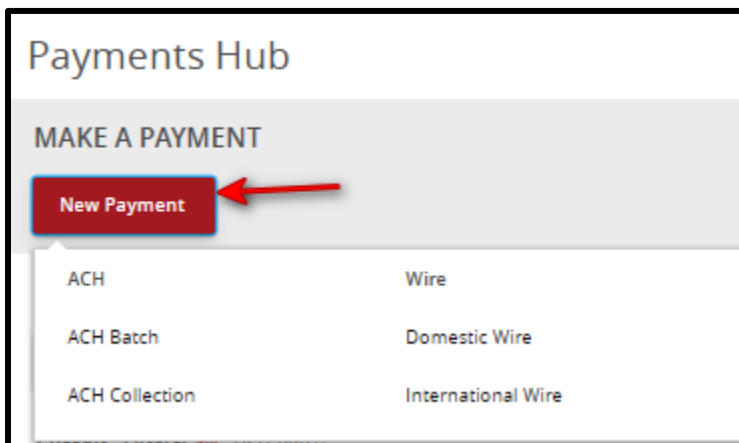 Payments Hub
MAKE A PAYMENT
New Payment
ACH
Wire
ACH Batch
Domestic Wire
ACH Collection
International Wire